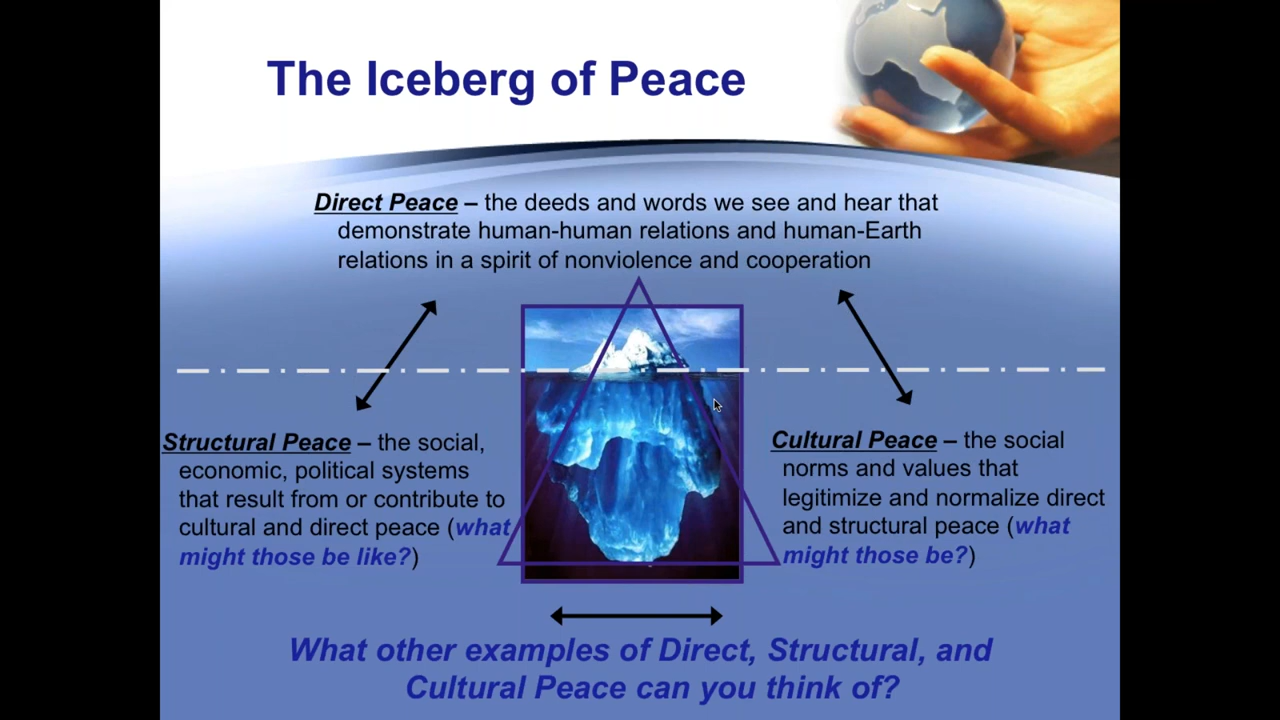 The Iceberg of Peace
Direct Peace – the deeds and words we see and hear that
demonstrate human-human relations and human-Earth
relations in a spirit of nonviolence and cooperation
Structural Peace – the social,
economic, political systems
that result from or contribute to
cultural and direct peace (what
might those be like?)
Cultural Peace – the social
norms and values that
legitimize and normalize direct
and structural peace (what
might those be?)
What other examples of Direct, Structural, and
Cultural Peace can you think of?